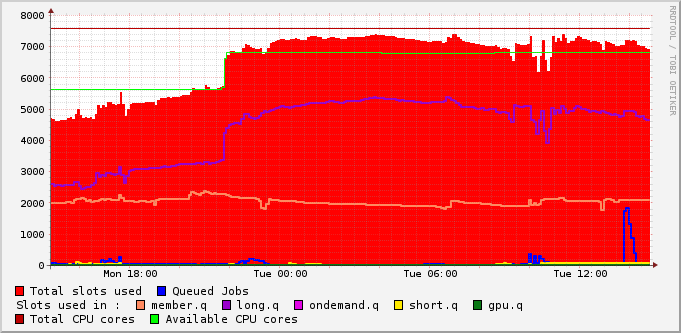 8000
7000
6000
5000
4000
3000
2000
1000
0
Mon 18:00 Tue 00:00 Tue 06:00 Tue 12:00
Total slots used Queued Jobs
Slots used in : member.q long.q ondemand.q short.q gpu.q
Total CPU cores Available CPU cores
RRDTOOL / TOBI OETIKER